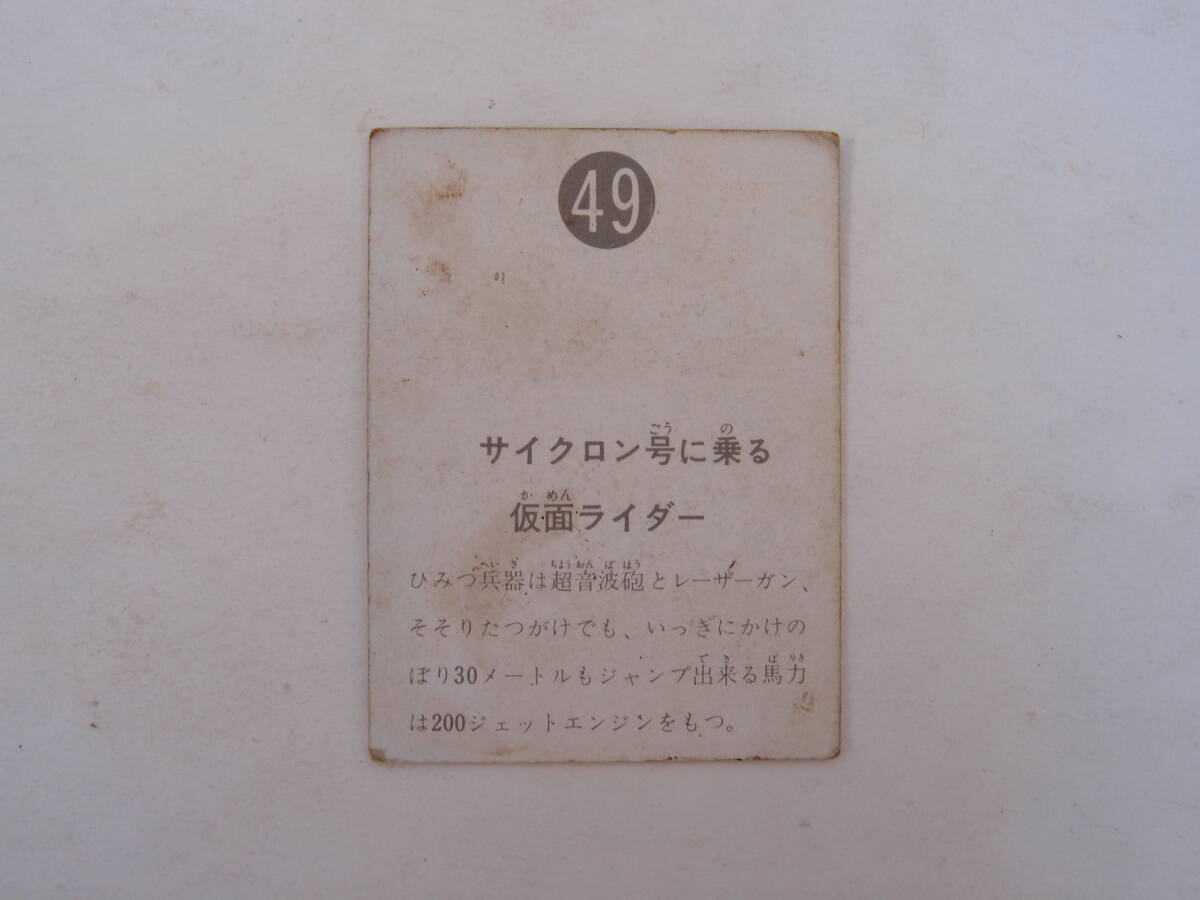 49
サイクロン号に乗る
仮面ライダー
ひみつ兵器は超音波砲とレーザーガン、
そそりたつがけでも、いっきにかけの
ぼり30メートルもジャンプ出来る馬力
は200ジェットエンジンをもつ。